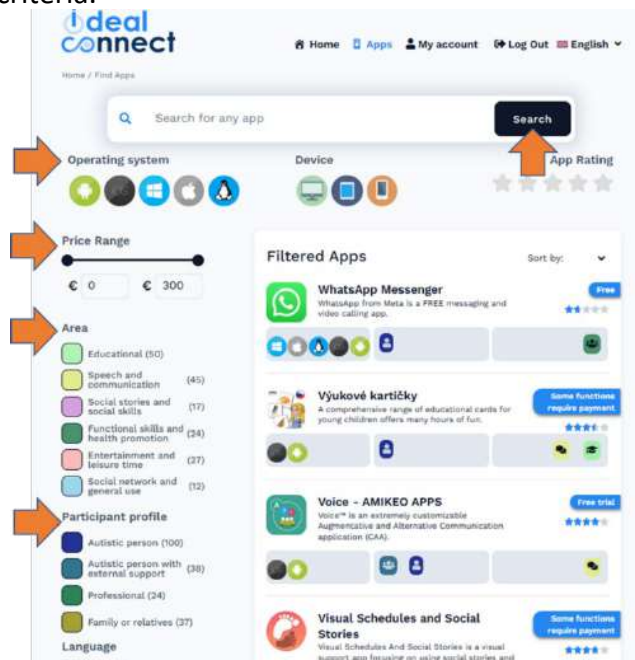 criteria.
ideal
connect
Home Apps My account Log Out English
Home / Find Apps
Search for any app Search
Operating system Device App Rating
Price Range
€ 0 € 300
Filtered Apps Sort by:
WhatsApp Messenger Free
WhatsApp from Meta is a FREE messaging and
video calling app.
Area
Educational (50)
Speech and
communication (45)
Social stories and
social skills (17)
Functional skills and
health promotion (24)
Entertainment and
leisure time (27)
Social network and
general use (12)
Výukové kartičky Some functions
require payment
A comprehensive range of educational cards for
young children offers many hours of fun.
Participant profile
Autistic person (100)
Autistic person with
external support (38)
Professional (24)
Family or relatives (37)
Language
Voice - AMIKEO APPS Free trial
Voice™ is an extremely customizable
Augmentative and Alternative Communication
application (CAA).
Visual Schedules and Social
Stories
Some functions
require payment
Visual Schedules And Social Stories is a visual
support app focusing on using social stories and